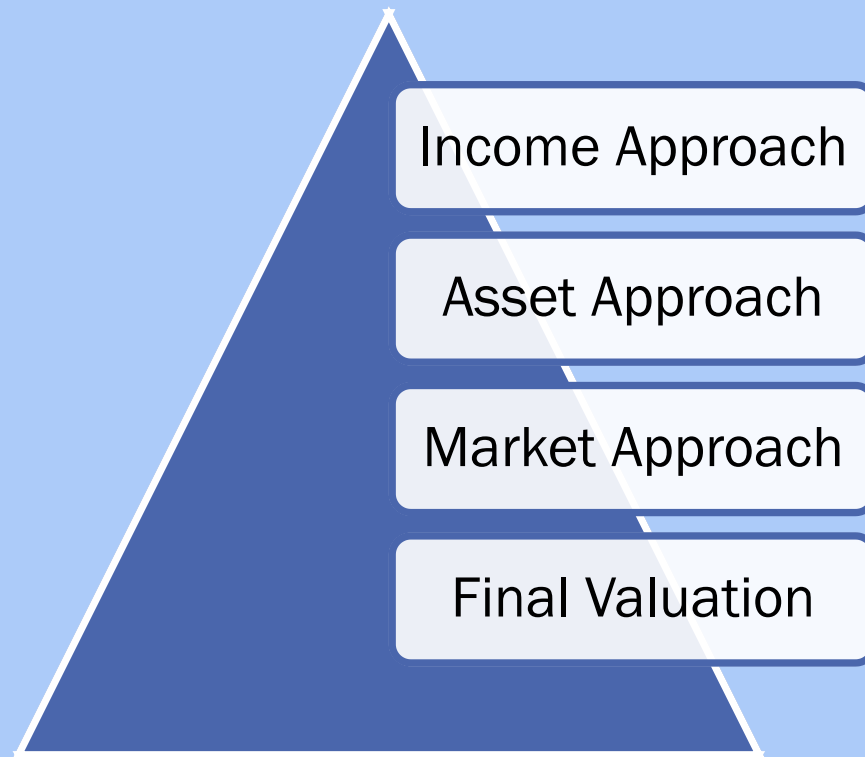 Income Approach
Asset Approach
Market Approach
Final Valuation